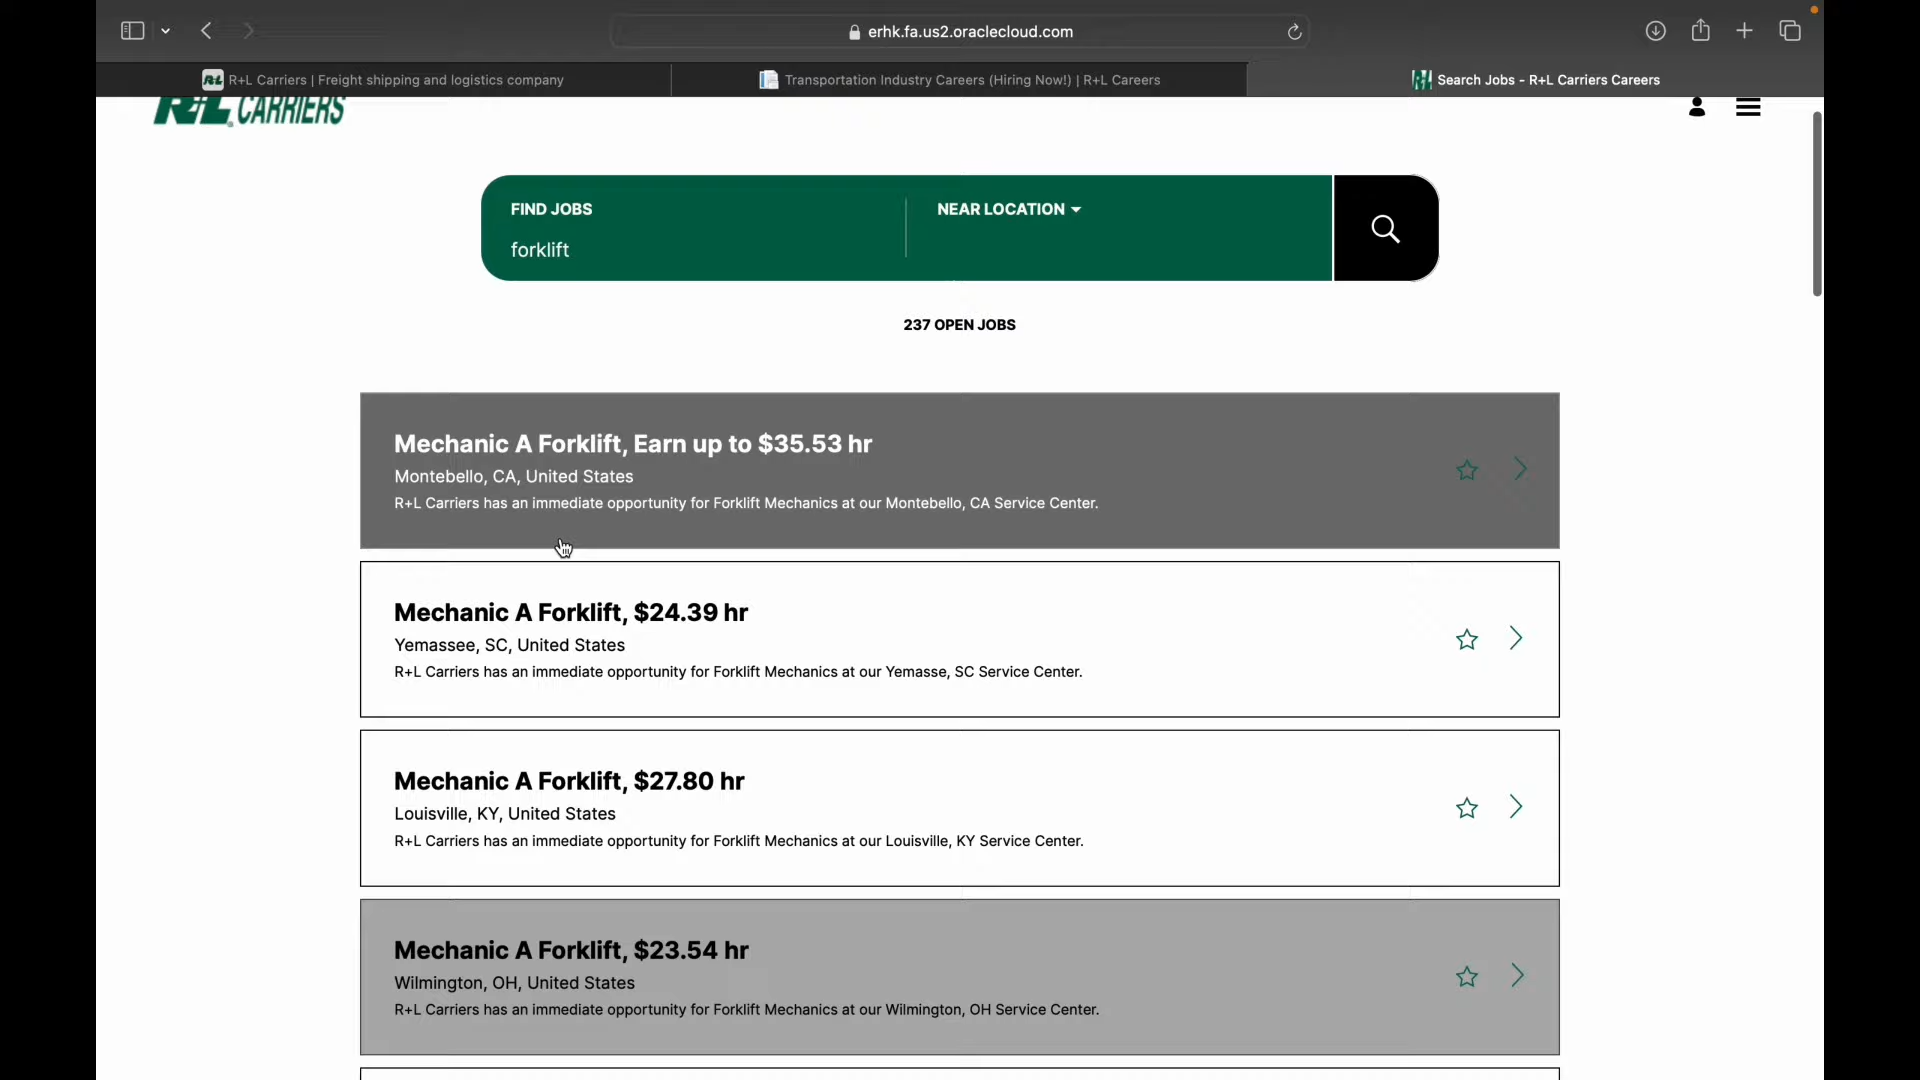 erhk.fa.us2.oraclecloud.com
R+L R+L Carriers | Freight shipping and logistics company
Transportation Industry Careers (Hiring Now!) | R+L Careers
Search Jobs - R+L Carriers Careers
R+L CARRIERS
FIND JOBS
NEAR LOCATION
forklift
237 OPEN JOBS
Mechanic A Forklift, Earn up to $35.53 hr
Montebello, CA, United States
R+L Carriers has an immediate opportunity for Forklift Mechanics at our Montebello, CA Service Center.
Mechanic A Forklift, $24.39 hr
Yemassee, SC, United States
R+L Carriers has an immediate opportunity for Forklift Mechanics at our Yemasse, SC Service Center.
Mechanic A Forklift, $27.80 hr
Louisville, KY, United States
R+L Carriers has an immediate opportunity for Forklift Mechanics at our Louisville, KY Service Center.
Mechanic A Forklift, $23.54 hr
Wilmington, OH, United States
R+L Carriers has an immediate opportunity for Forklift Mechanics at our Wilmington, OH Service Center.